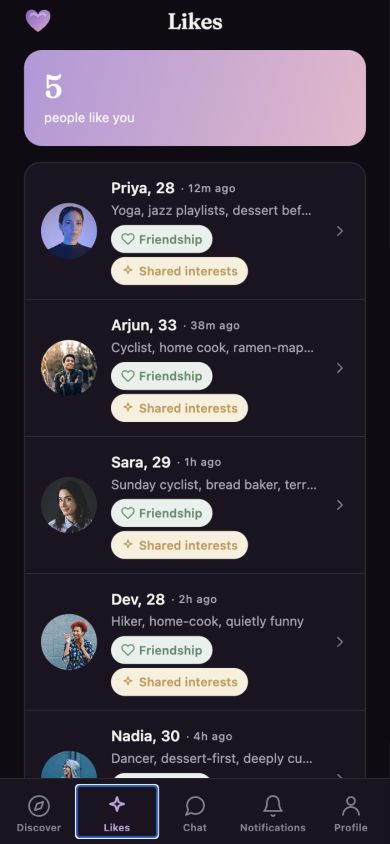 Likes
5
people like you
Priya, 28 · 12m ago
Yoga, jazz playlists, dessert bef...
Friendship
Shared interests
Arjun, 33 · 38m ago
Cyclist, home cook, ramen-map...
Friendship
Shared interests
Sara, 29 · 1h ago
Sunday cyclist, bread baker, terr...
Friendship
Shared interests
Dev, 28 · 2h ago
Hiker, home-cook, quietly funny
Friendship
Shared interests
Nadia, 30 · 4h ago
Dancer, dessert-first, deeply cu...
Discover Likes Chat Notifications Profile